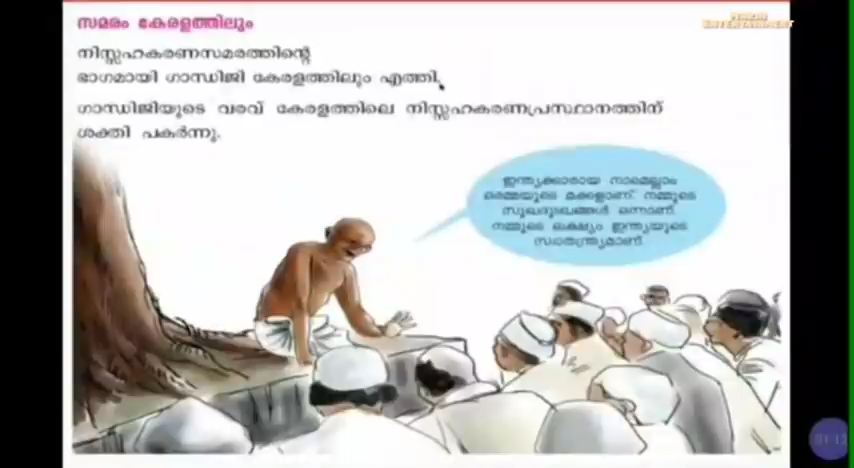 സമരം കേരളത്തിലും
നിസ്സഹകരണസമരത്തിന്റെ
ഭാഗമായി ഗാന്ധിജി കേരളത്തിലും എത്തി.
ഗാന്ധിജിയുടെ വരവ് കേരളത്തിലെ നിസ്സഹകരണപ്രസ്ഥാനത്തിന്
ശക്തി പകർന്നു.
ഇന്ത്യക്കാരായ നാമെല്ലാം
ഒരമ്മയുടെ മക്കളാണ്. നമ്മുടെ
സുഖദുഃഖങ്ങൾ ഒന്നാണ്.
നമ്മുടെ ലക്ഷ്യം ഇന്ത്യയുടെ
സ്വാതന്ത്ര്യമാണ്.
ENTERTAINMENT